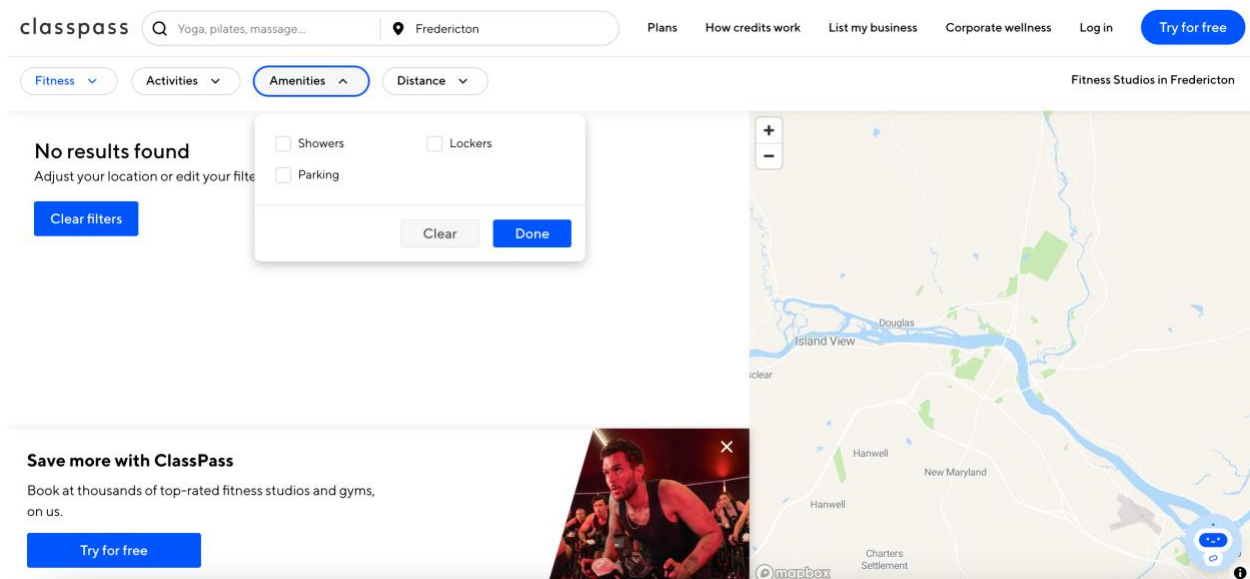 classpass
Yoga, pilates, massage...
Fredericton
Plans
How credits work
List my business
Corporate wellness
Log in
Try for free
Fitness
Activities
Amenities
Distance
Fitness Studios in Fredericton
No results found
Adjust your location or edit your filte
Clear filters
Showers
Lockers
Parking
Clear
Done
Save more with ClassPass
Book at thousands of top-rated fitness studios and gyms,
on us.
Try for free
Douglas
Island View
sclear
Hanwell
New Maryland
Hanwell
Charters
Settlement
mapbox